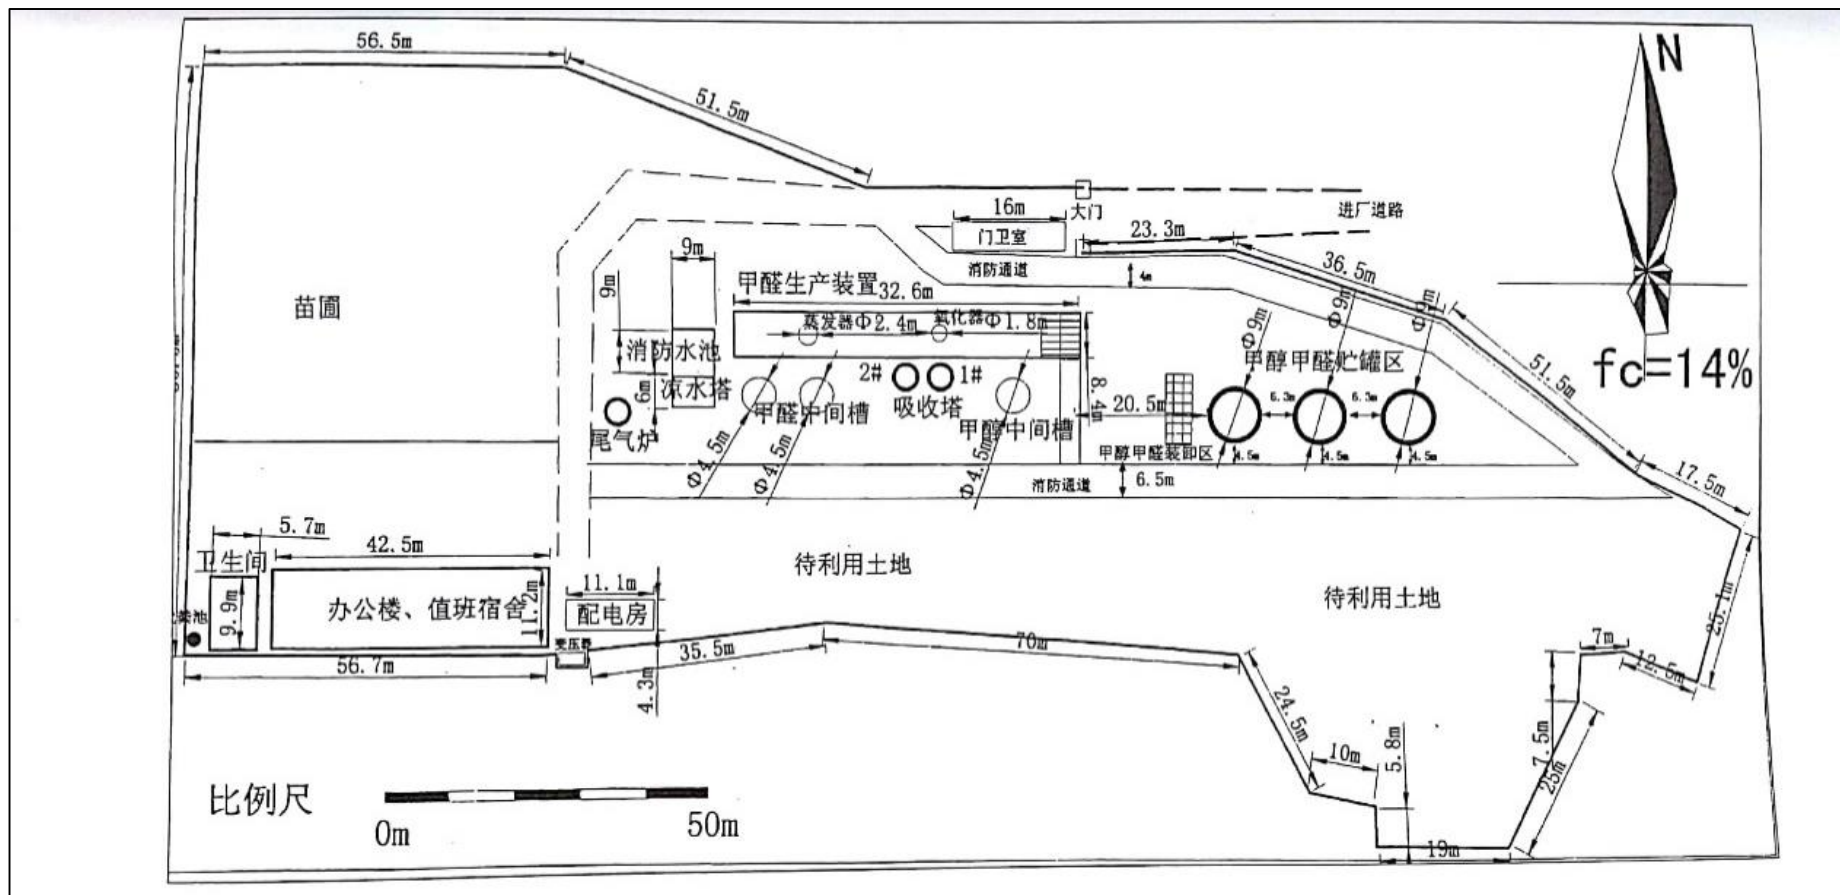 56.5m
51.5m
N
16m
大门
进厂道路
门卫室
23.3m
9m
消防通道
4m
36.5m
甲醛生产装置
32.6m
Φ9m
Φ9m
Φ9m
9m
苗圃
蒸发器Φ2.4m
氧化器Φ1.8m
消防水池
甲醇甲醛贮罐区
51.5m
fc=14%
2#
1#
凉水塔
6m
甲醛中间槽
吸收塔
8.4m
20.5m
6.3m
6.3m
尾气炉
甲醇中间槽
甲醇甲醛装卸区
4.5m
4.5m
4.5m
Φ4.5m
Φ4.5m
Φ4.5m
消防通道
6.5m
17.5m
5.7m
卫生间
42.5m
待利用土地
11.1m
待利用土地
25.1m
9.9m
办公楼、值班宿舍
11.2m
配电房
7m
变压器
35.5m
70m
12.5m
56.7m
4.3m
24.5m
10m
5.8m
7.5m
25m
比例尺
0m
50m
19m